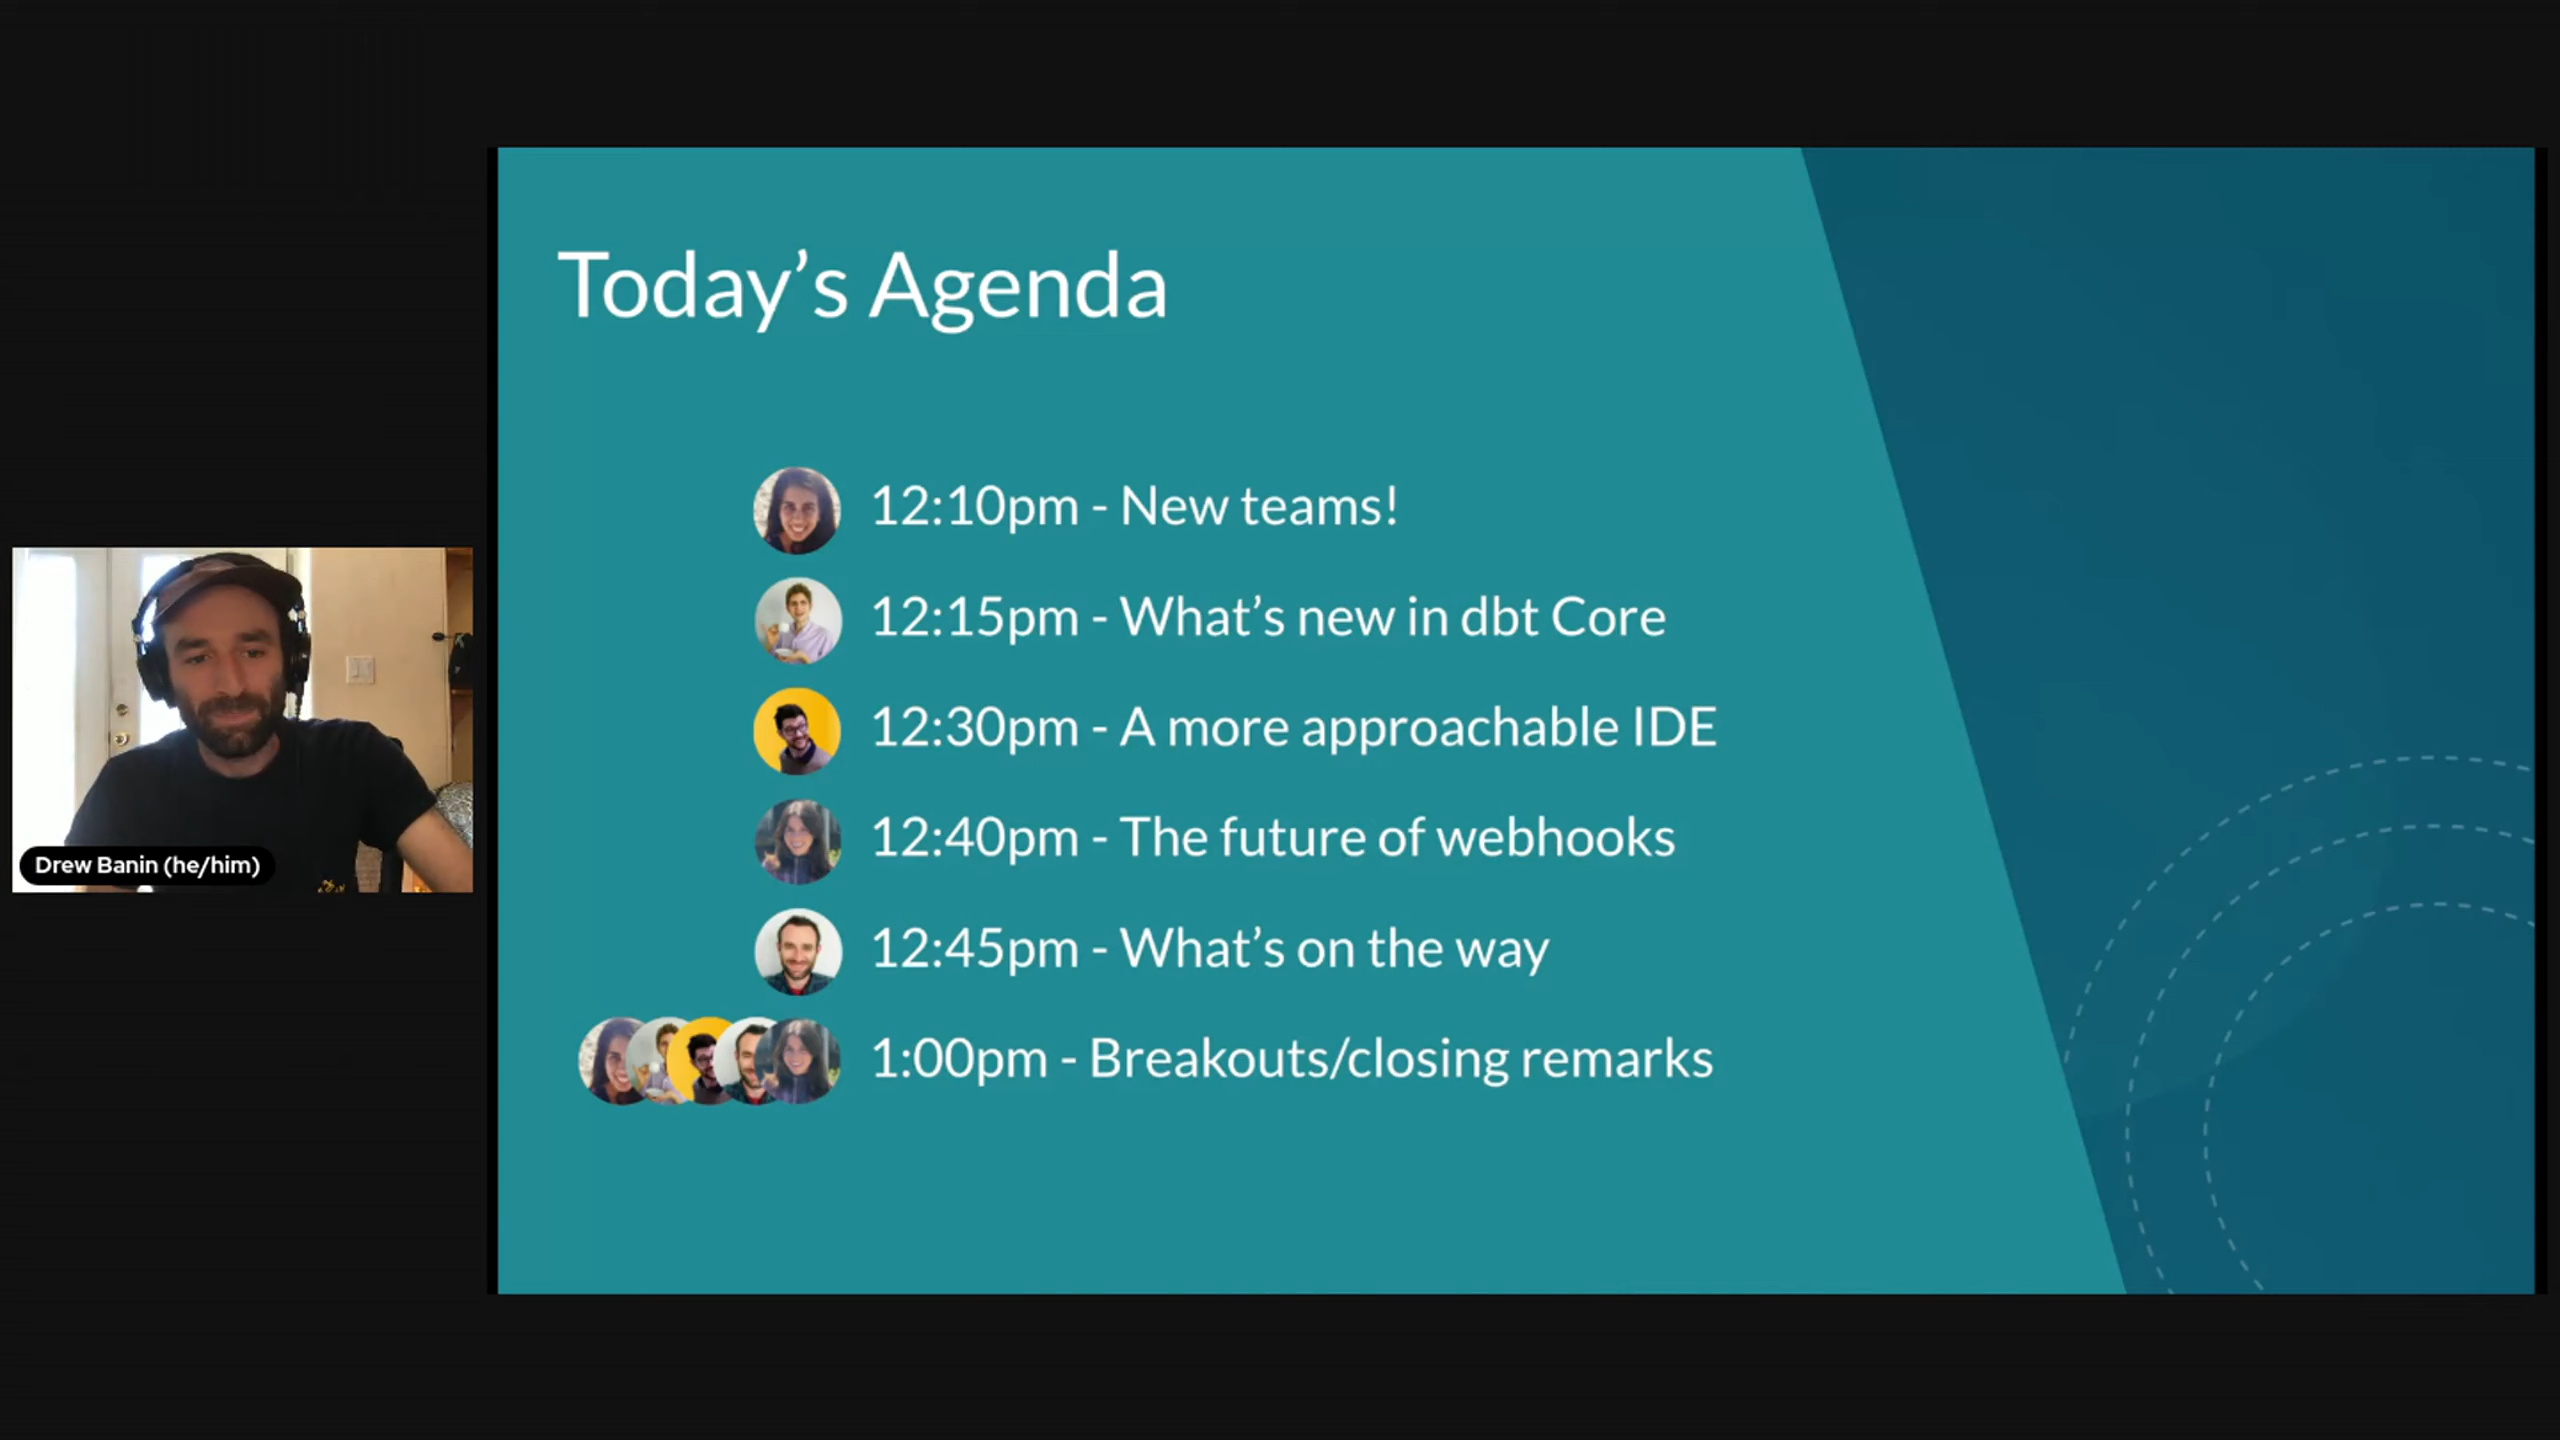 Today’s Agenda
12:10pm - New teams!
12:15pm - What’s new in dbt Core
12:30pm - A more approachable IDE
12:40pm - The future of webhooks
12:45pm - What’s on the way
1:00pm - Breakouts/closing remarks
Drew Banin (he/him)